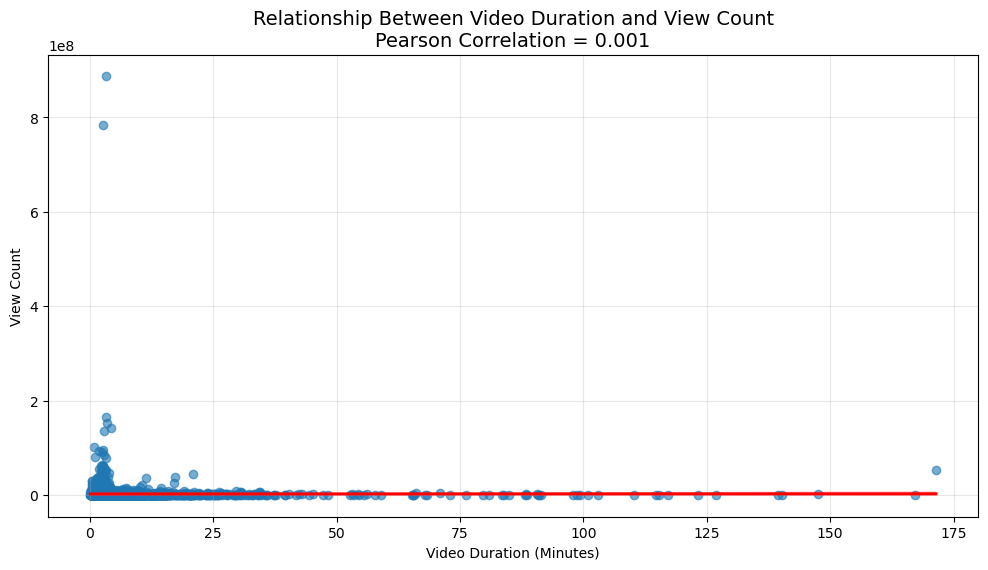 Relationship Between Video Duration and View Count
Pearson Correlation = 0.001
1e8
8
6
4
2
0
View Count
0 25 50 75 100 125 150 175
Video Duration (Minutes)